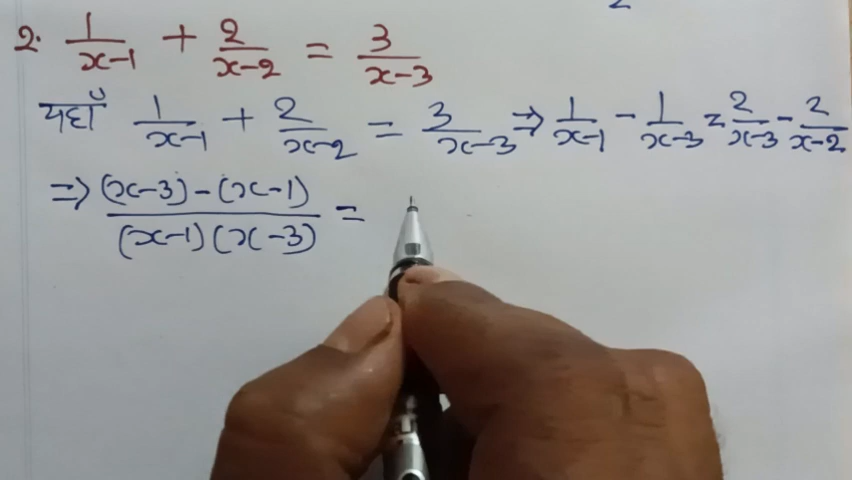 2. 1/(x-1) + 2/(x-2) = 3/(x-3)
यहाँ 1/(x-1) + 2/(x-2) = 3/(x-3) ⇒ 1/(x-1) - 1/(x-3) = 2/(x-3) - 2/(x-2)
⇒ ((x-3)-(x-1))/((x-1)(x-3)) =